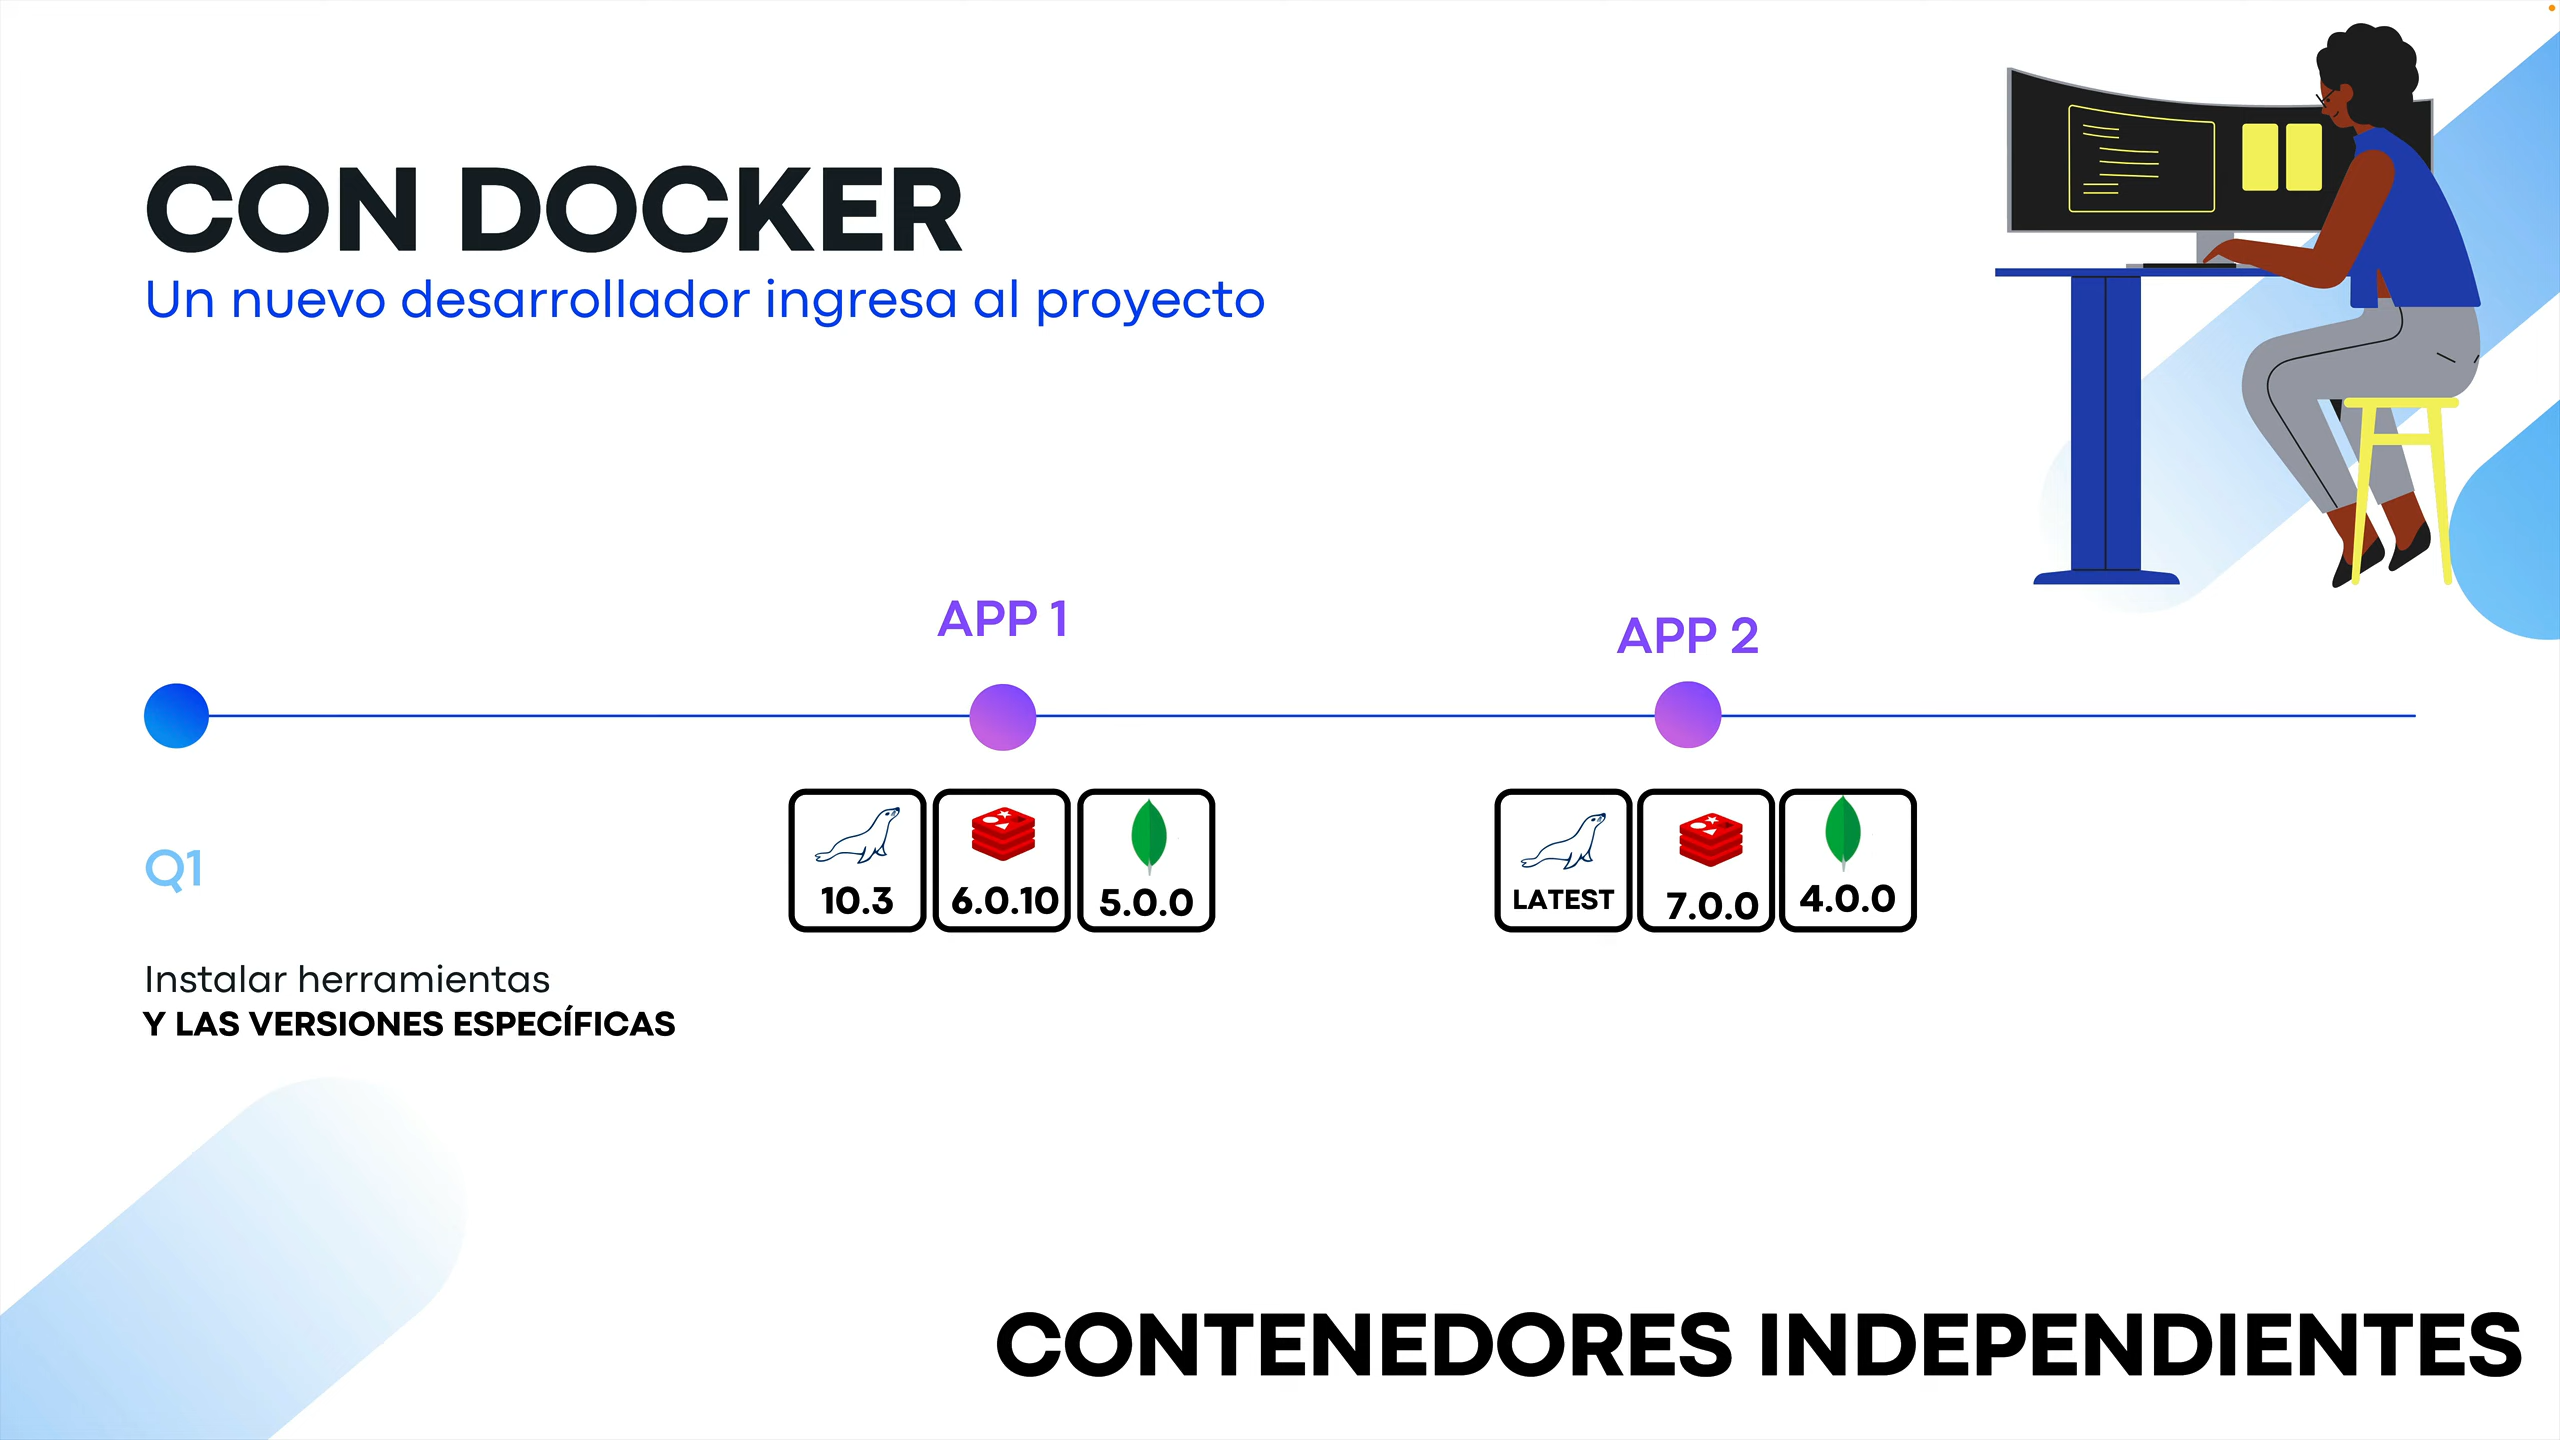 CON DOCKER
Un nuevo desarrollador ingresa al proyecto
APP 1
APP 2
10.3
6.0.10
5.0.0
LATEST
7.0.0
4.0.0
Q1
Instalar herramientas
Y LAS VERSIONES ESPECÍFICAS
CONTENEDORES INDEPENDIENTES